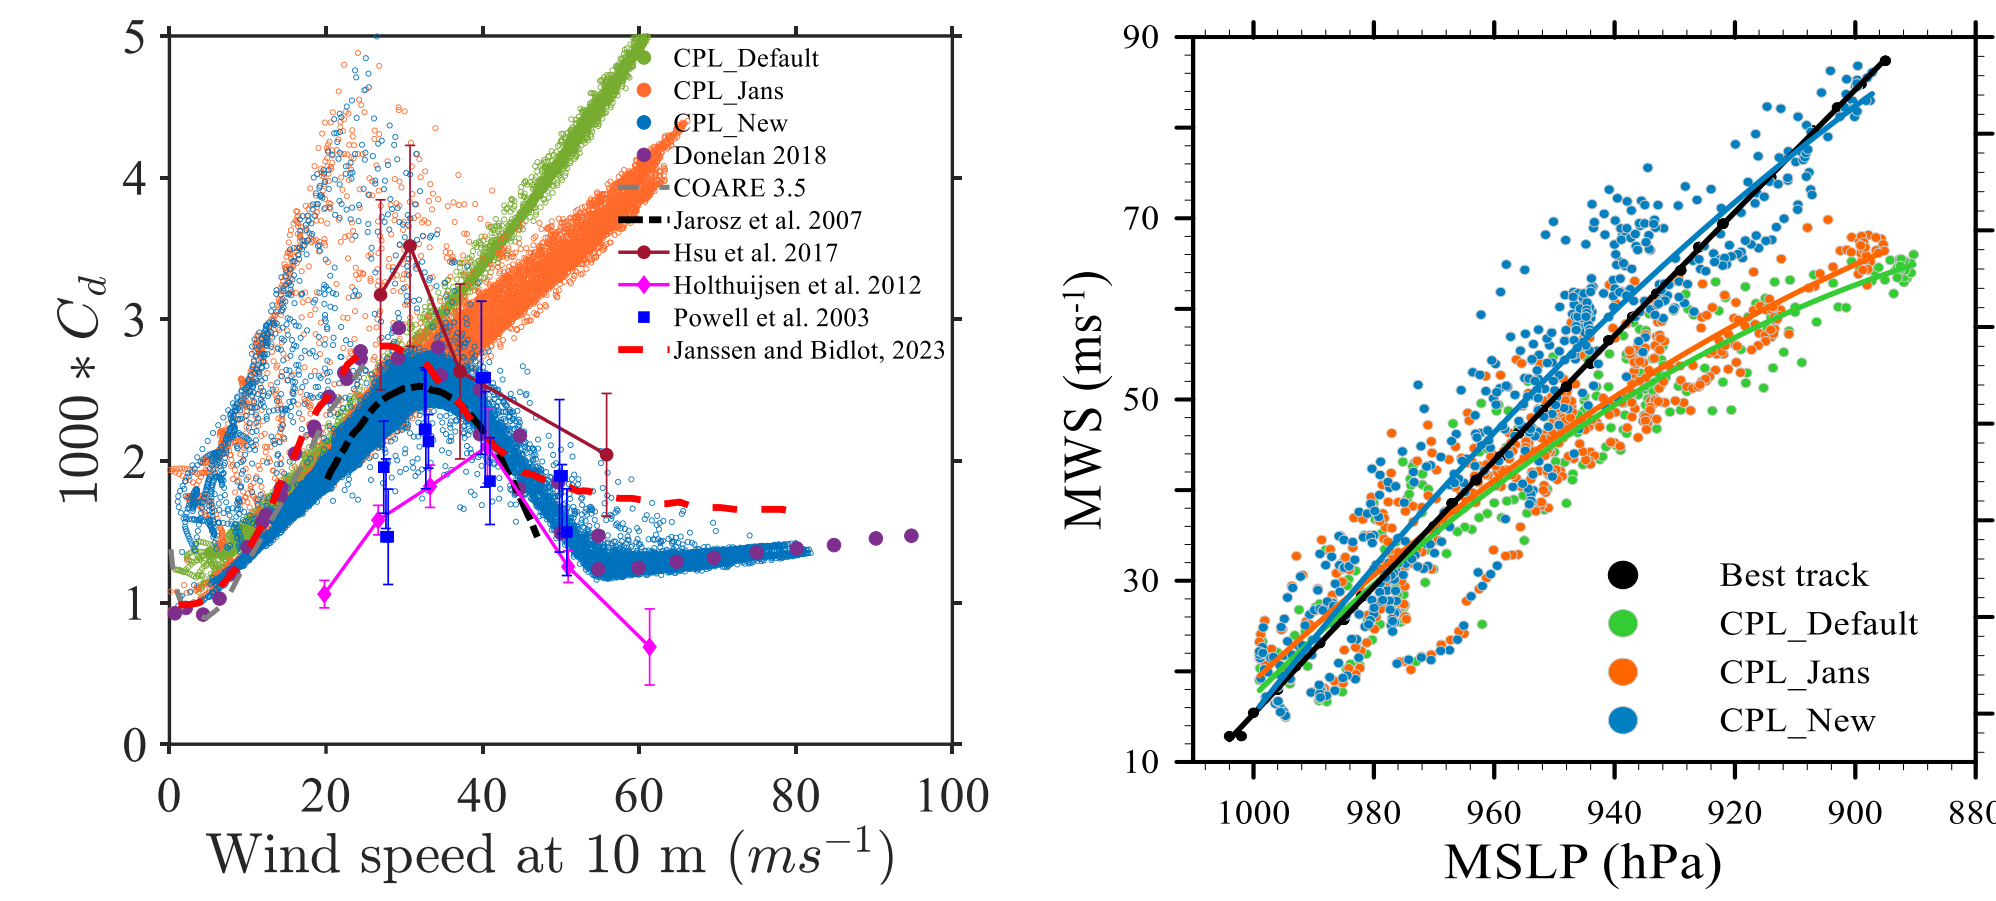 5
4
3
2
1
0
1000 * C_d
0 20 40 60 80 100
Wind speed at 10 m (ms⁻¹)
CPL_Default
CPL_Jans
CPL_New
Donelan 2018
COARE 3.5
Jarosz et al. 2007
Hsu et al. 2017
Holthuijsen et al. 2012
Powell et al. 2003
Janssen and Bidlot, 2023
90
70
50
30
10
MWS (ms⁻¹)
1000 980 960 940 920 900 880
MSLP (hPa)
Best track
CPL_Default
CPL_Jans
CPL_New